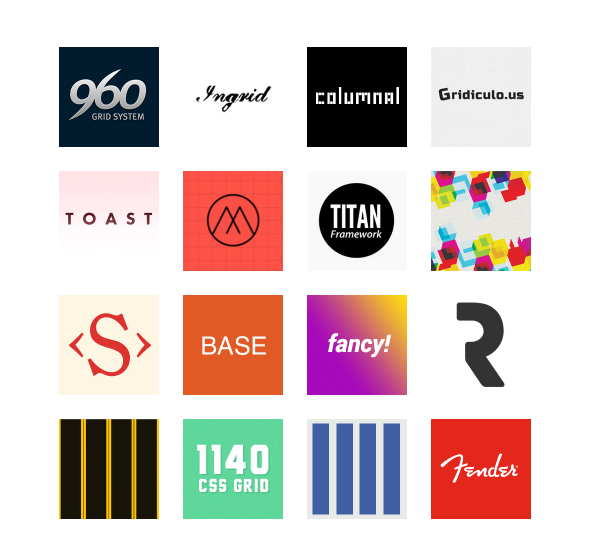 960
GRID SYSTEM
Ingrid
columnal
Gridiculo.us
TOAST
TITAN
Framework
<S>
BASE
fancy!
R
1140
CSS GRID
Fender